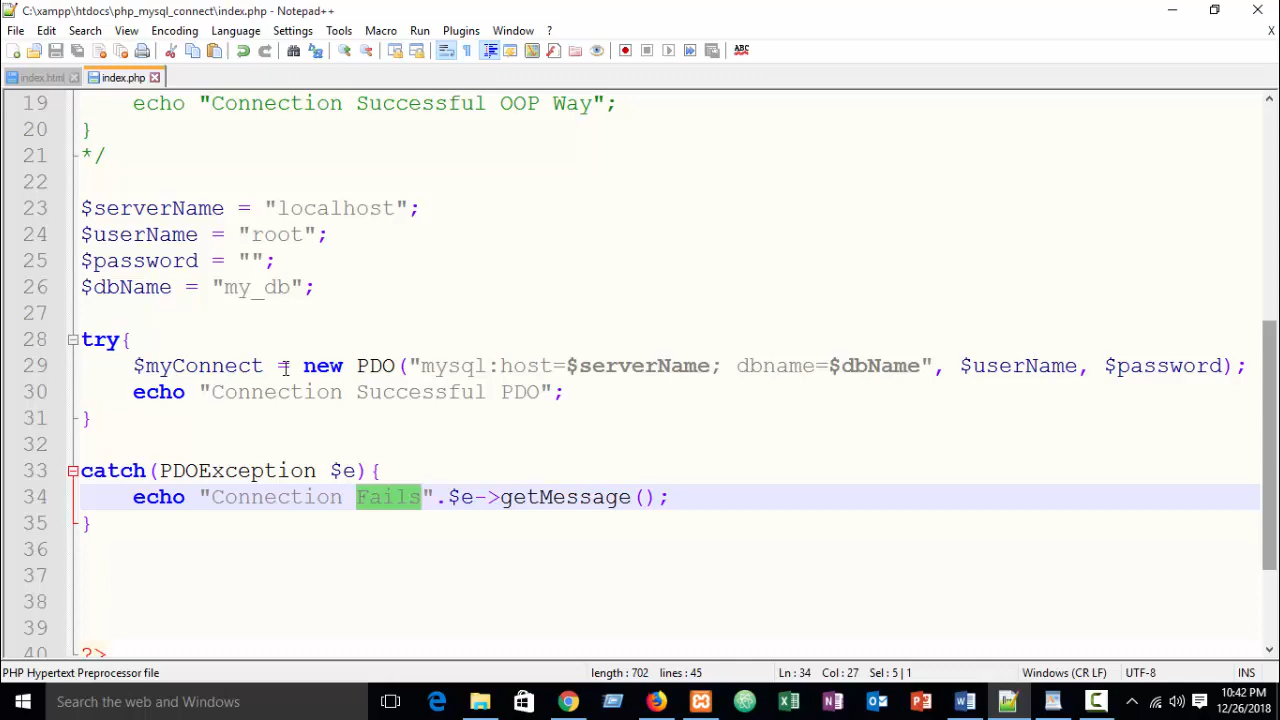 C:\xampp\htdocs\php_mysql_connect\index.php - Notepad++
File Edit Search View Encoding Language Settings Tools Macro Run Plugins Window ? X
ABC
index.html index.php
19 echo "Connection Successful OOP Way";
20 }
21 */
22
23 $serverName = "localhost";
24 $userName = "root";
25 $password = "";
26 $dbName = "my_db";
27
28 try{
29 $myConnect = new PDO("mysql:host=$serverName; dbname=$dbName", $userName, $password);
30 echo "Connection Successful PDO";
31 }
32
33 catch(PDOException $e){
34 echo "Connection Fails".$e->getMessage();
35 }
36
37
38
39
40 ?>
PHP Hypertext Preprocessor file length : 702 lines : 45 Ln : 34 Col : 27 Sel : 5 | 1 Windows (CR LF) UTF-8 INS
Search the web and Windows
10:42 PM
12/26/2018